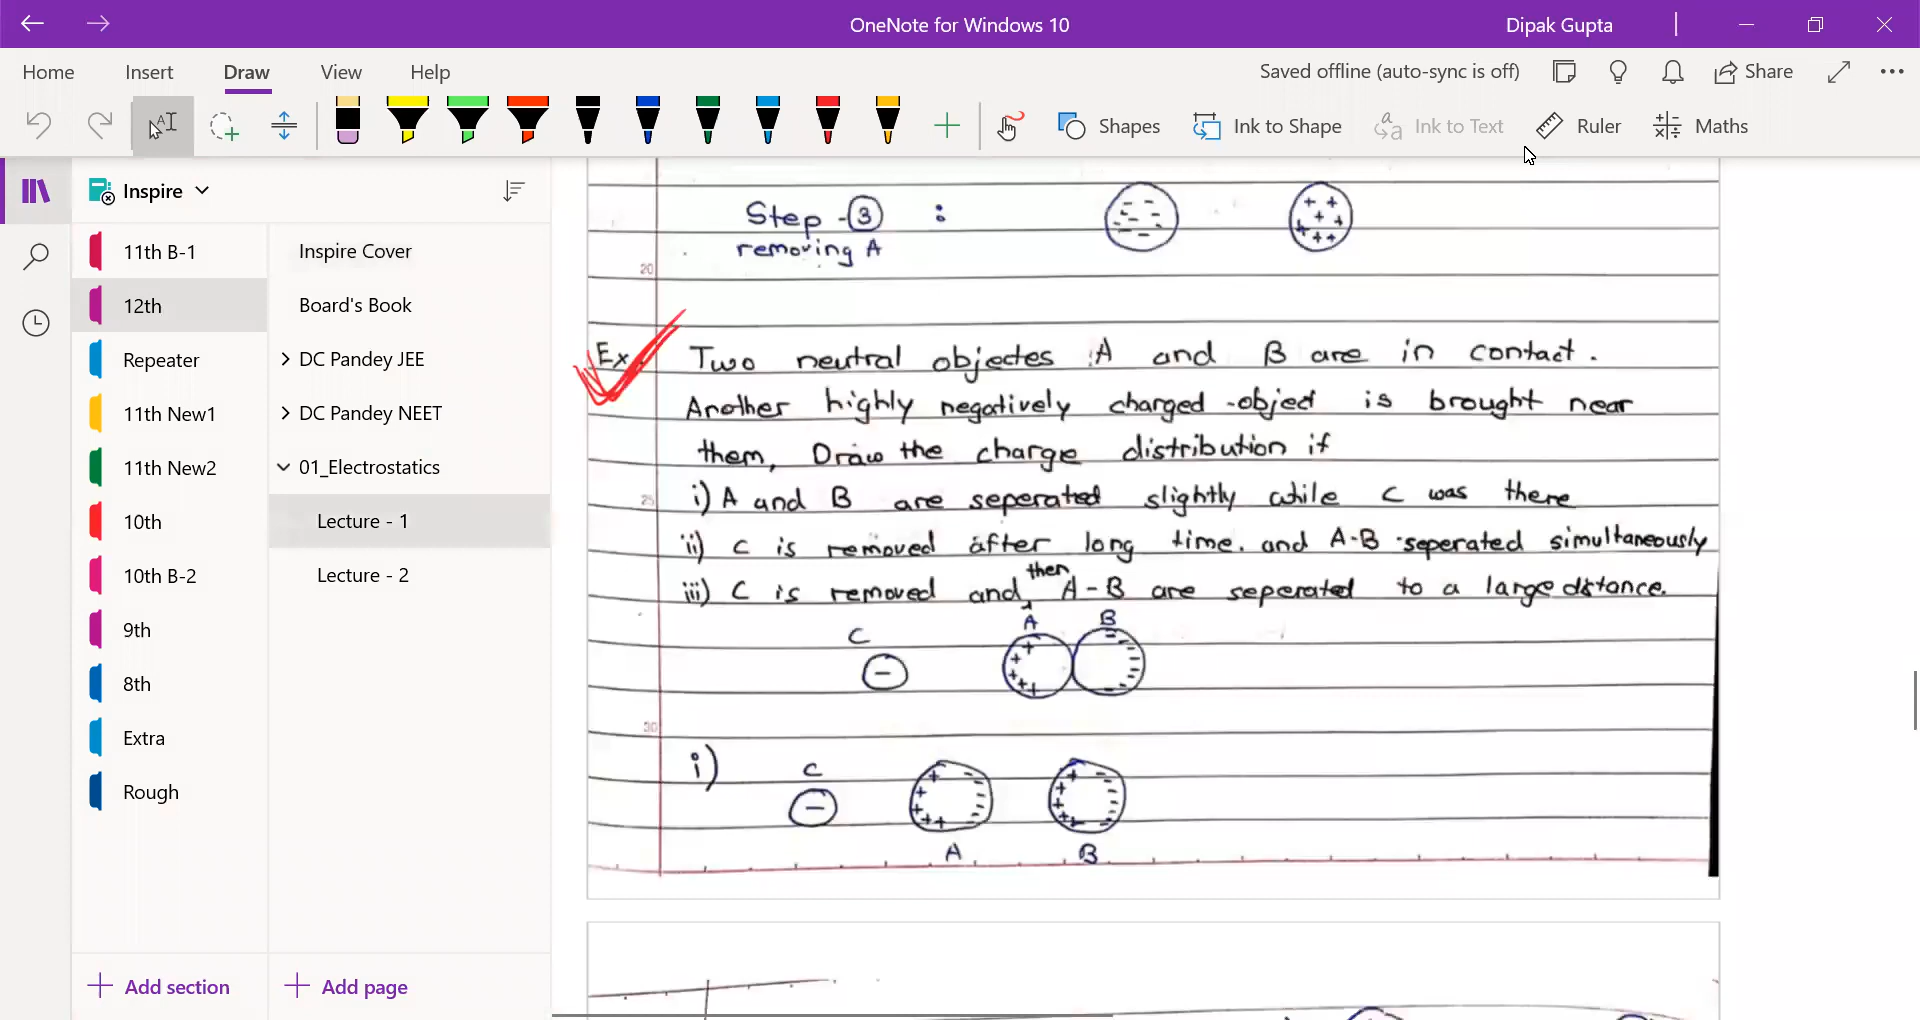 OneNote for Windows 10
Dipak Gupta
Home Insert Draw View Help
Saved offline (auto-sync is off) Share
Shapes Ink to Shape Ink to Text Ruler Maths
Inspire
11th B-1
12th
Repeater
11th New1
11th New2
10th
10th B-2
9th
8th
Extra
Rough
Add section
Inspire Cover
Board's Book
DC Pandey JEE
DC Pandey NEET
01_Electrostatics
Lecture - 1
Lecture - 2
Add page
Step - 3 :
removing A
20
Ex. Two neutral objectes A and B are in contact.
Another highly negatively charged object is brought near
them, Draw the charge distribution if
25
i) A and B are seperated slightly while C was there
ii) C is removed after long time. and A-B seperated simultaneously
iii) C is removed and then A-B are seperated to a large distance.
C A B
30
i) C
A B